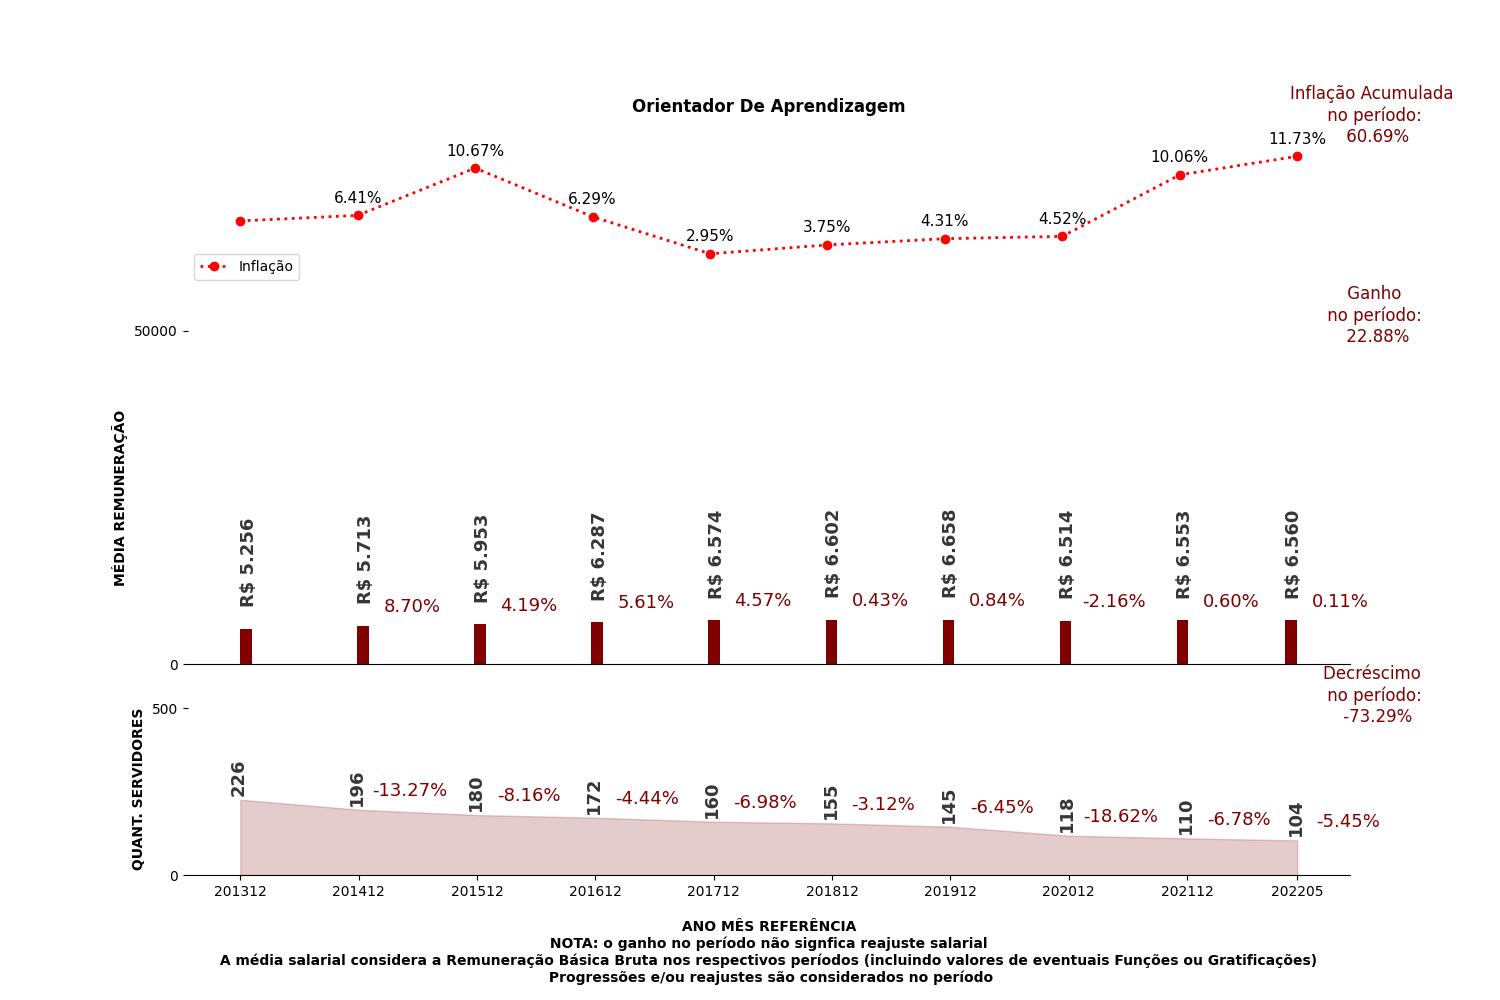 Orientador De Aprendizagem
Inflação Acumulada
no período:
60.69%
6.41%
10.67%
6.29%
2.95%
3.75%
4.31%
4.52%
10.06%
11.73%
Inflação
Ganho
no período:
22.88%
50000
0
MÉDIA REMUNERAÇÃO
R$ 5.256
R$ 5.713
R$ 5.953
R$ 6.287
R$ 6.574
R$ 6.602
R$ 6.658
R$ 6.514
R$ 6.553
R$ 6.560
8.70%
4.19%
5.61%
4.57%
0.43%
0.84%
-2.16%
0.60%
0.11%
Decréscimo
no período:
-73.29%
500
0
QUANT. SERVIDORES
226
196
180
172
160
155
145
118
110
104
-13.27%
-8.16%
-4.44%
-6.98%
-3.12%
-6.45%
-18.62%
-6.78%
-5.45%
201312
201412
201512
201612
201712
201812
201912
202012
202112
202205
ANO MÊS REFERÊNCIA
NOTA: o ganho no período não signfica reajuste salarial
A média salarial considera a Remuneração Básica Bruta nos respectivos períodos (incluindo valores de eventuais Funções ou Gratificações)
Progressões e/ou reajustes são considerados no período